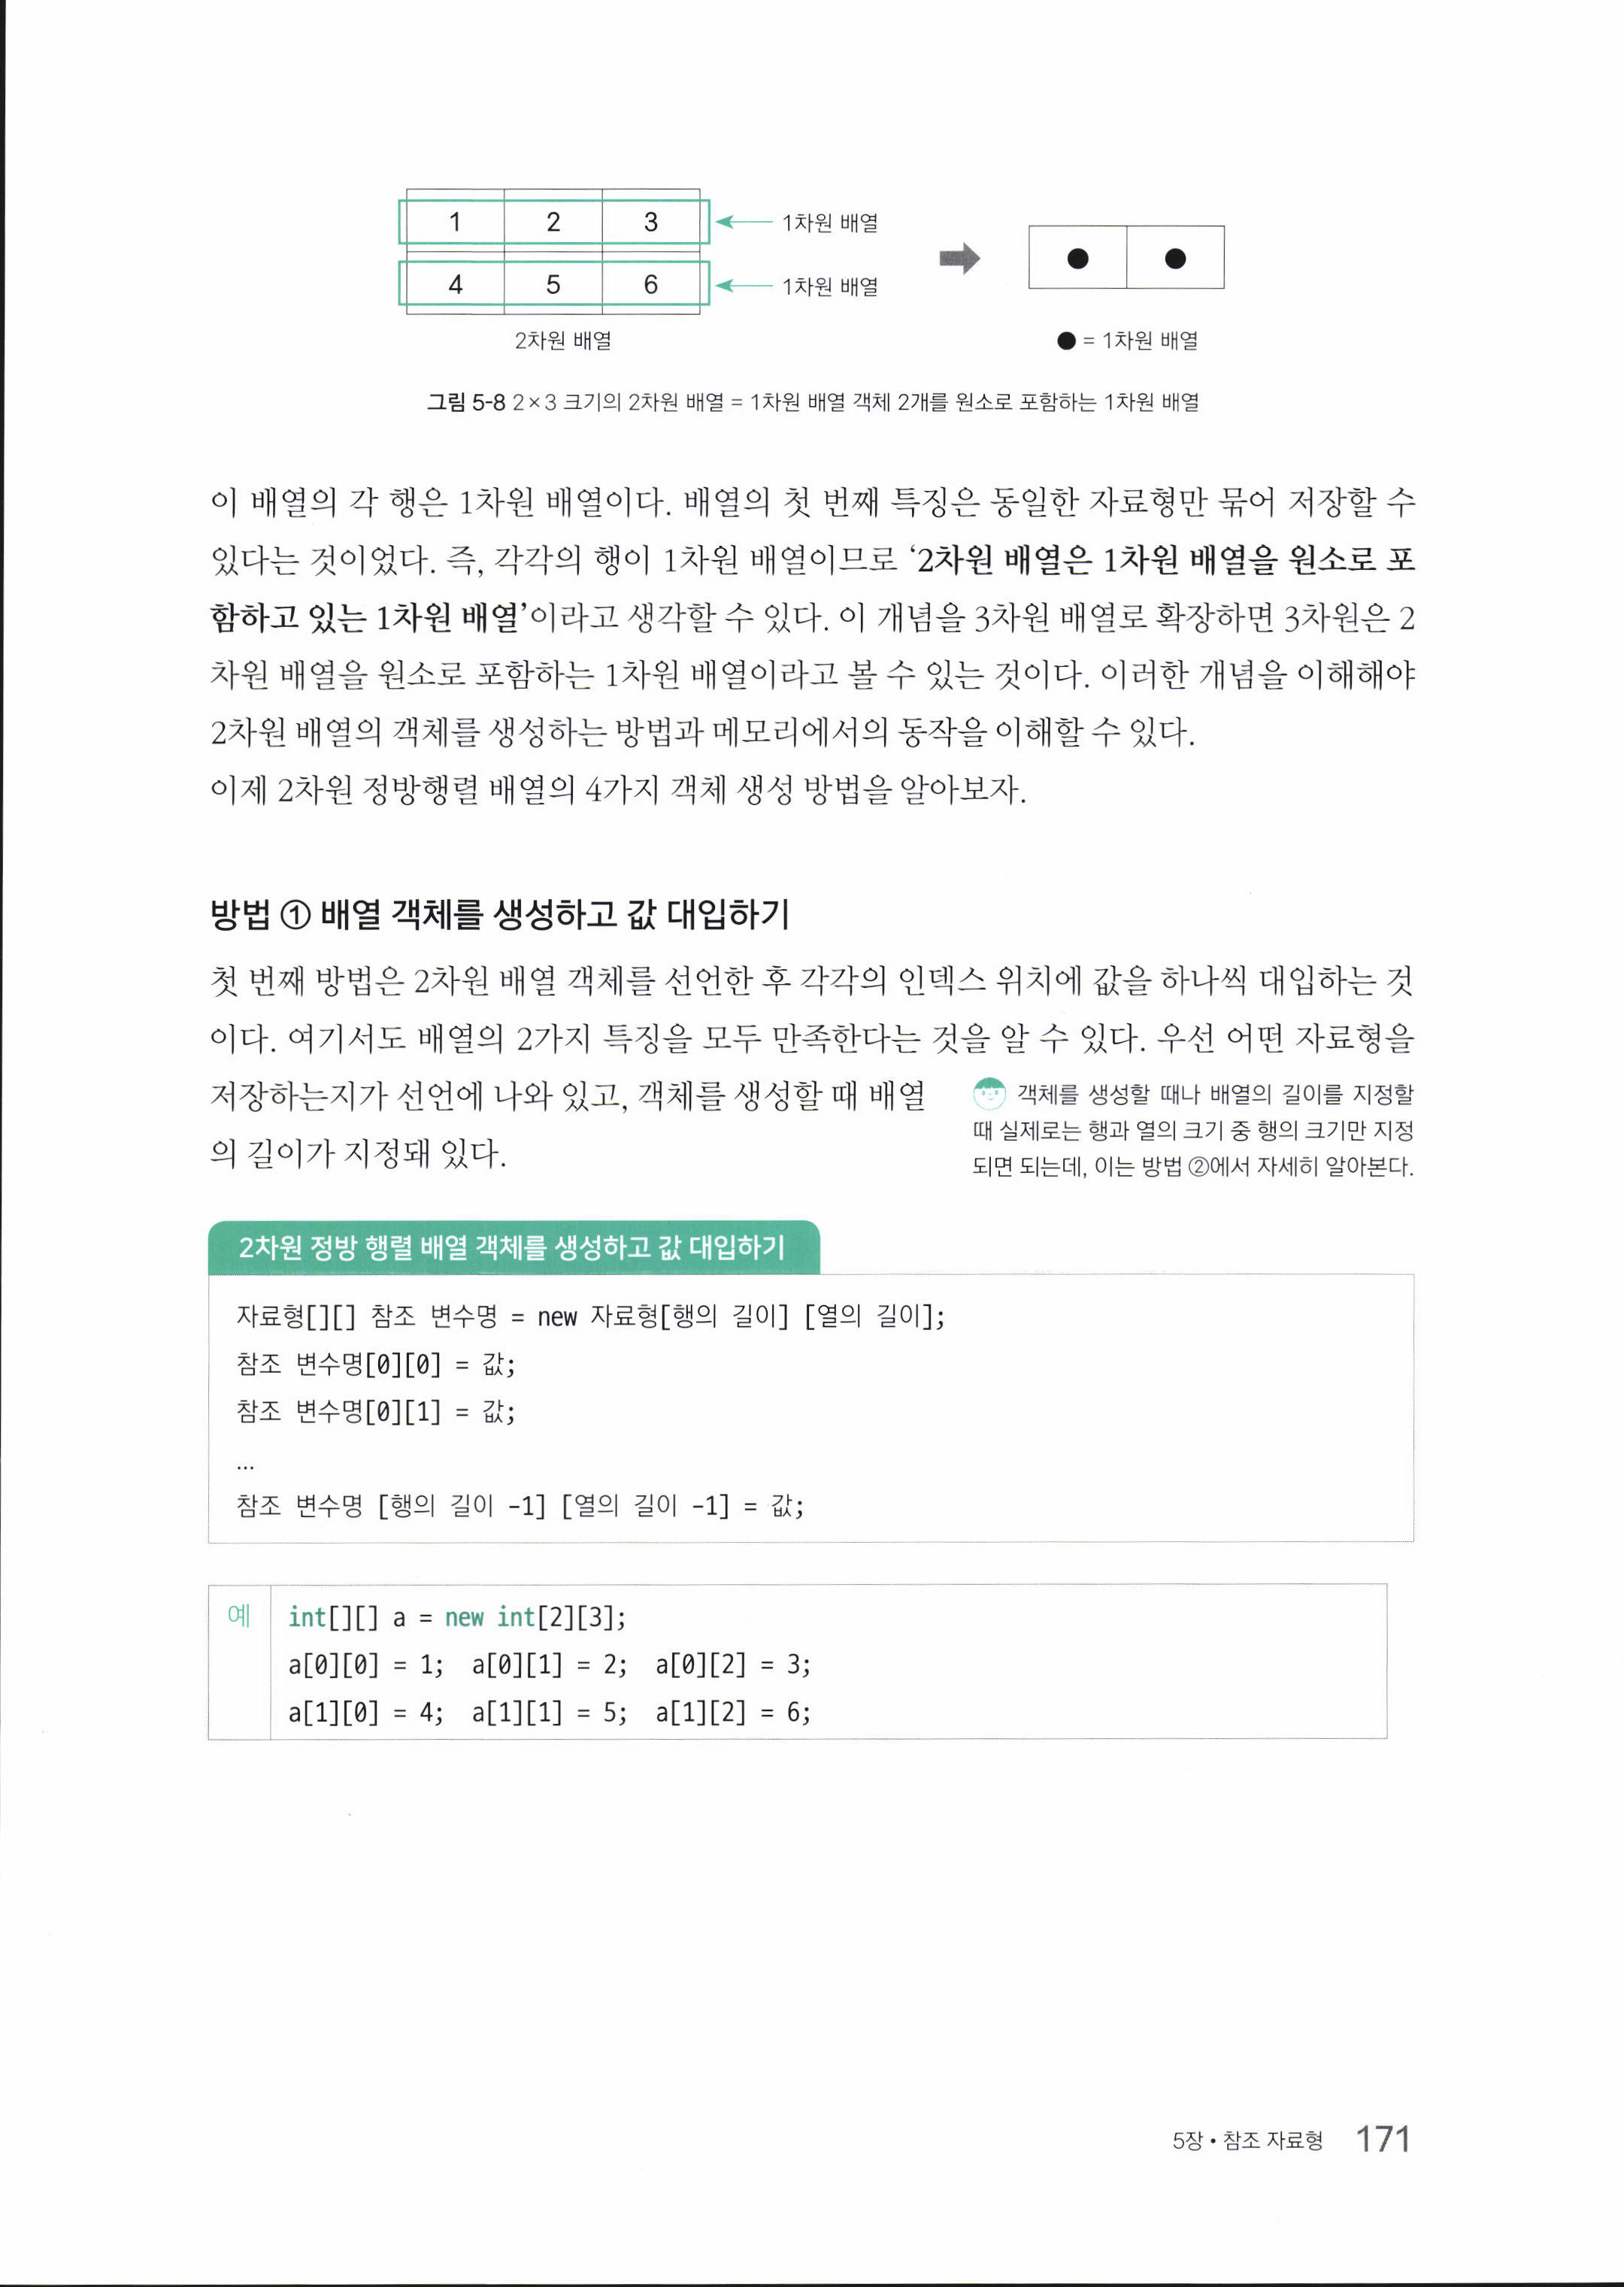 1 2 3 ← 1차원 배열
4 5 6 ← 1차원 배열
2차원 배열
● = 1차원 배열
그림 5-8 2×3 크기의 2차원 배열 = 1차원 배열 객체 2개를 원소로 포함하는 1차원 배열
이 배열의 각 행은 1차원 배열이다. 배열의 첫 번째 특징은 동일한 자료형만 묶어 저장할 수
있다는 것이었다. 즉, 각각의 행이 1차원 배열이므로 ‘2차원 배열은 1차원 배열을 원소로 포
함하고 있는 1차원 배열’이라고 생각할 수 있다. 이 개념을 3차원 배열로 확장하면 3차원은 2
차원 배열을 원소로 포함하는 1차원 배열이라고 볼 수 있는 것이다. 이러한 개념을 이해해야
2차원 배열의 객체를 생성하는 방법과 메모리에서의 동작을 이해할 수 있다.
이제 2차원 정방행렬 배열의 4가지 객체 생성 방법을 알아보자.
방법 ① 배열 객체를 생성하고 값 대입하기
첫 번째 방법은 2차원 배열 객체를 선언한 후 각각의 인덱스 위치에 값을 하나씩 대입하는 것
이다. 여기서도 배열의 2가지 특징을 모두 만족한다는 것을 알 수 있다. 우선 어떤 자료형을
저장하는지가 선언에 나와 있고, 객체를 생성할 때 배열
의 길이가 지정돼 있다.
객체를 생성할 때나 배열의 길이를 지정할
때 실제로는 행과 열의 크기 중 행의 크기만 지정
되면 되는데, 이는 방법 ②에서 자세히 알아본다.
2차원 정방 행렬 배열 객체를 생성하고 값 대입하기
자료형[][] 참조 변수명 = new 자료형[행의 길이] [열의 길이];
참조 변수명[0][0] = 값;
참조 변수명[0][1] = 값;
…
참조 변수명 [행의 길이 -1] [열의 길이 -1] = 값;
예 int[][] a = new int[2][3];
a[0][0] = 1; a[0][1] = 2; a[0][2] = 3;
a[1][0] = 4; a[1][1] = 5; a[1][2] = 6;
5장 • 참조 자료형 171